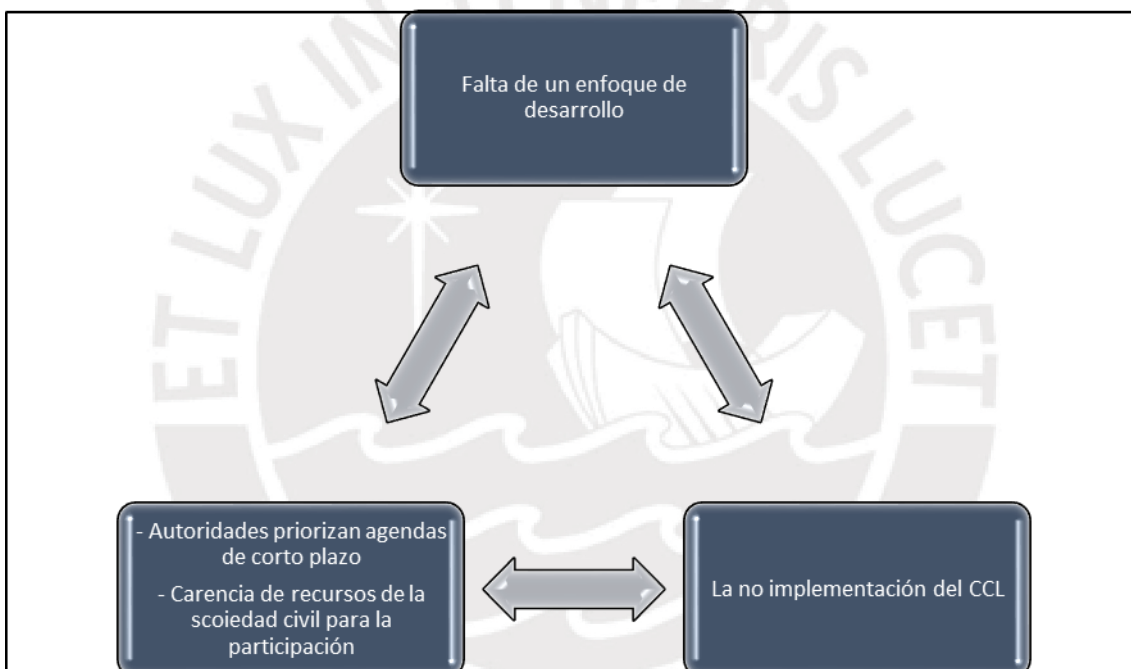 ET LUX IN TENEBRIS LUCET
Falta de un enfoque de
desarrollo
- Autoridades priorizan agendas
de corto plazo
- Carencia de recursos de la
scoiedad civil para la
participación
La no implementación del CCL